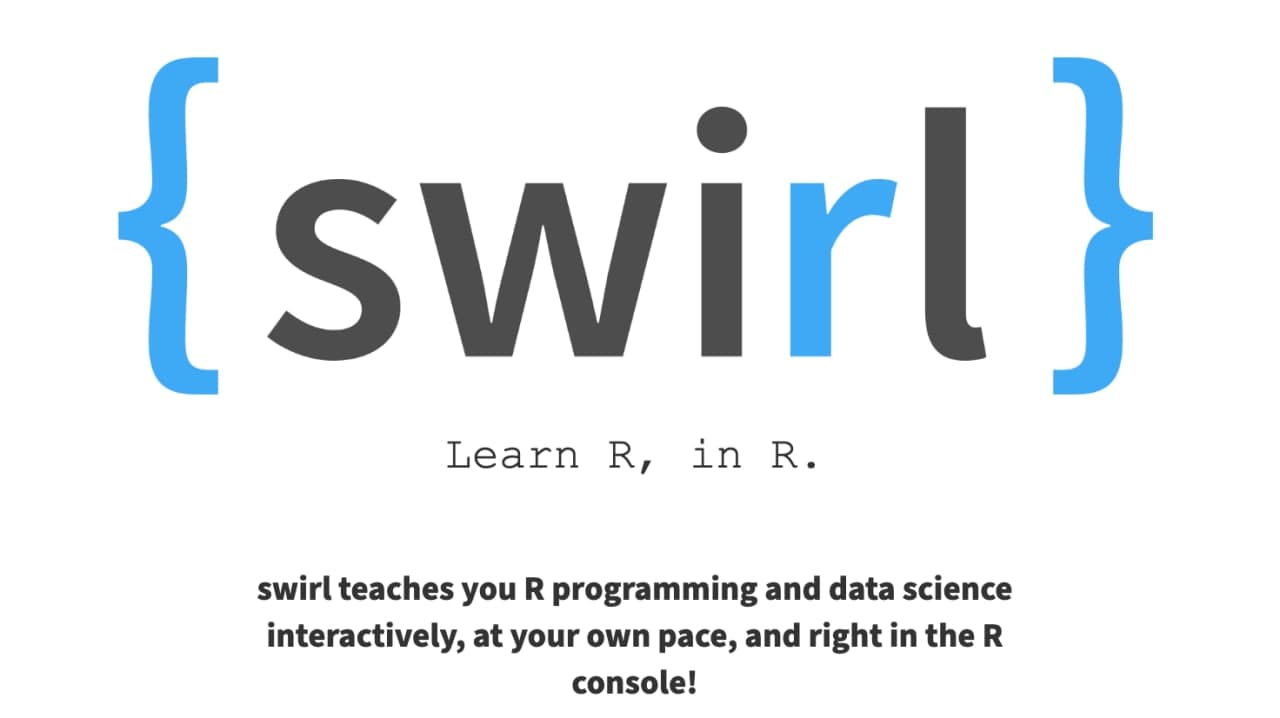 {swirl}
Learn R, in R.
swirl teaches you R programming and data science
interactively, at your own pace, and right in the R
console!